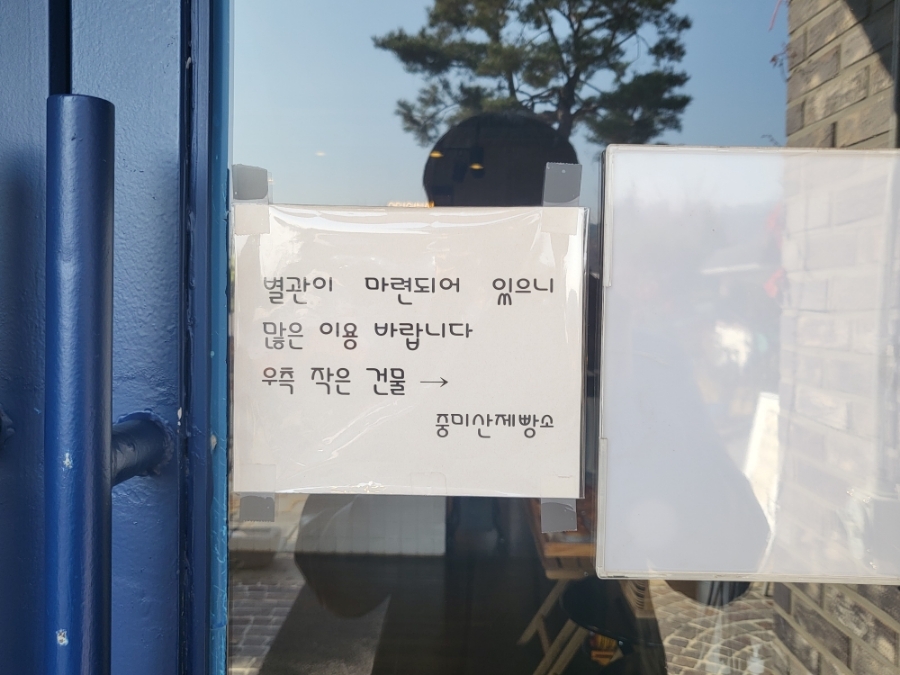 별관이 마련되어 있으니
많은 이용 바랍니다
우측 작은 건물 →
중미산제빵소